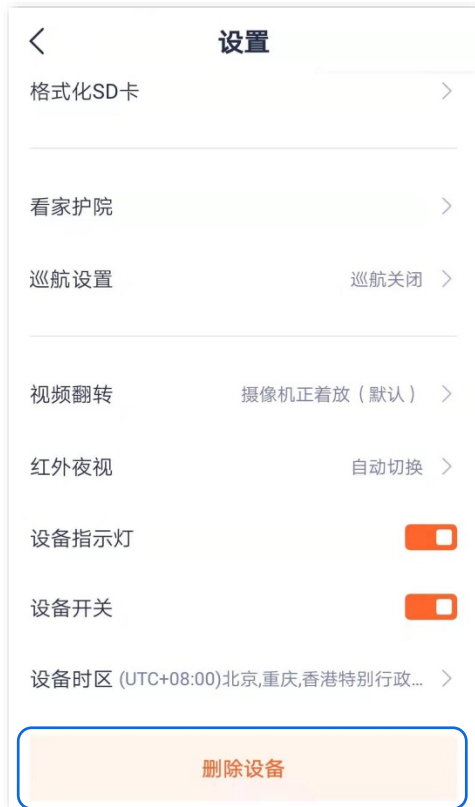 设置
格式化SD卡
看家护院
巡航设置 巡航关闭
视频翻转 摄像机正着放（默认）
红外夜视 自动切换
设备指示灯
设备开关
设备时区 (UTC+08:00)北京,重庆,香港特别行政...
删除设备